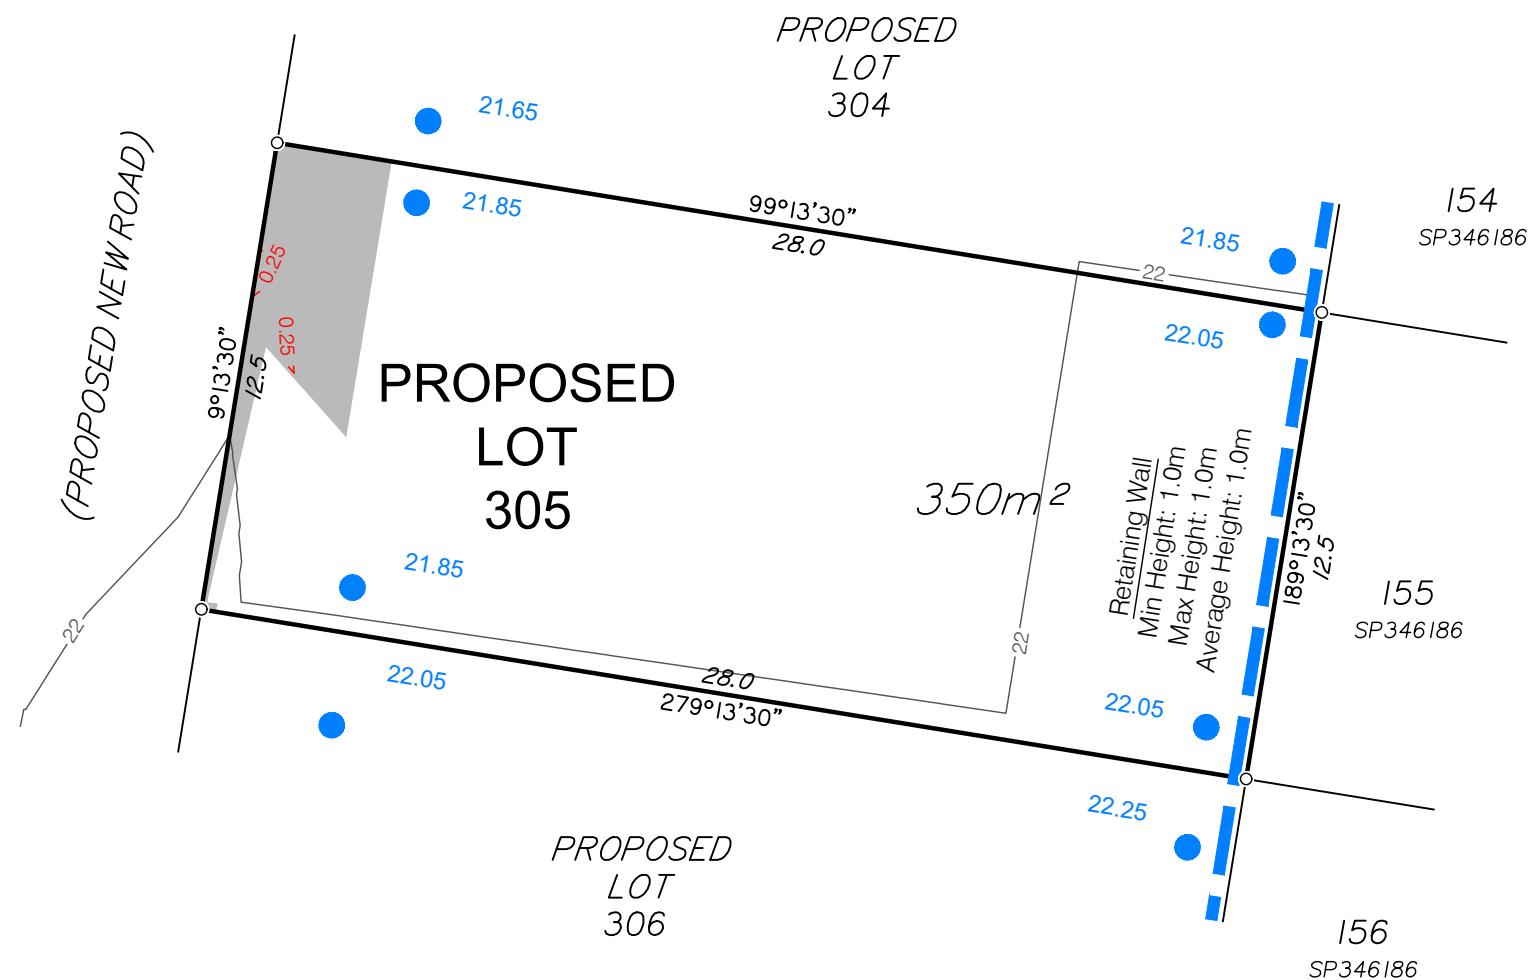 PROPOSED
LOT
304
21.65
21.85
99°13'30"
28.0
154
SP346186
21.85
22
22.05
(PROPOSED NEW ROAD)
0.25
0.25
9°13'30"
12.5
PROPOSED
LOT
305
350m²
Retaining Wall
Min Height: 1.0m
Max Height: 1.0m
Average Height: 1.0m
189°13'30"
12.5
155
SP346186
21.85
22
22
22.05
28.0
279°13'30"
22.05
22.25
PROPOSED
LOT
306
156
SP346186